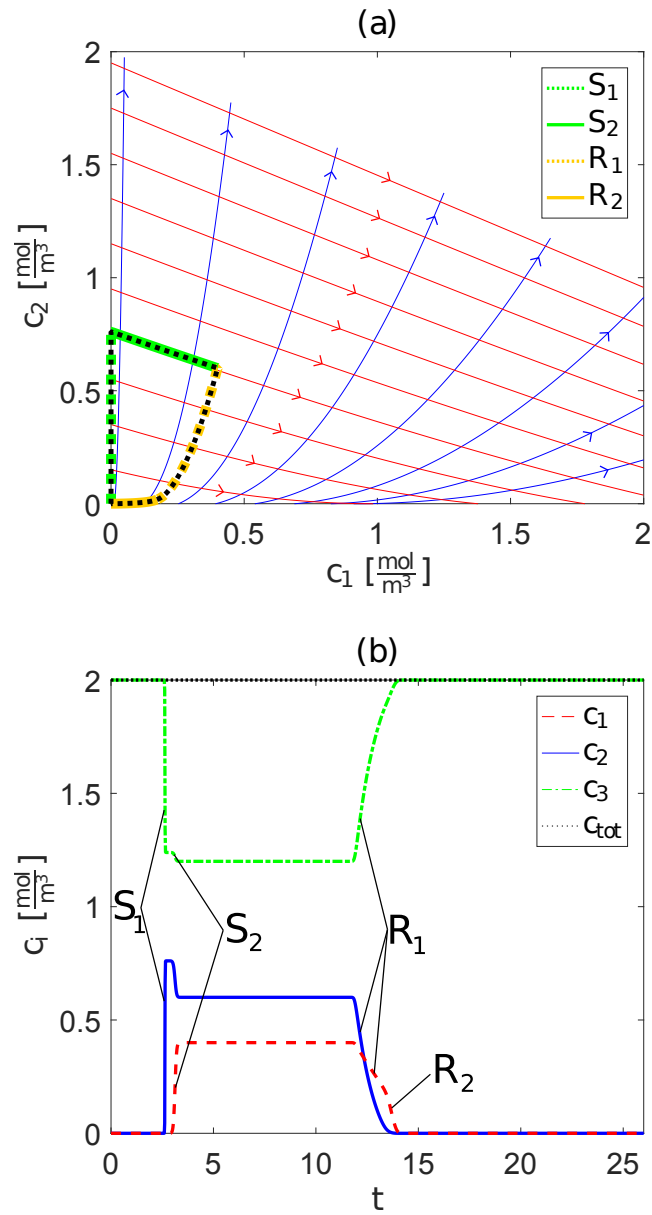 (a)
2
1.5
1
0.5
0
c₂ [mol/m³]
S₁
S₂
R₁
R₂
0 0.5 1 1.5 2
c₁ [mol/m³]
(b)
2
1.5
1
0.5
0
cᵢ [mol/m³]
c₁
c₂
c₃
c_tot
S₁
S₂
R₁
R₂
0 5 10 15 20 25
t